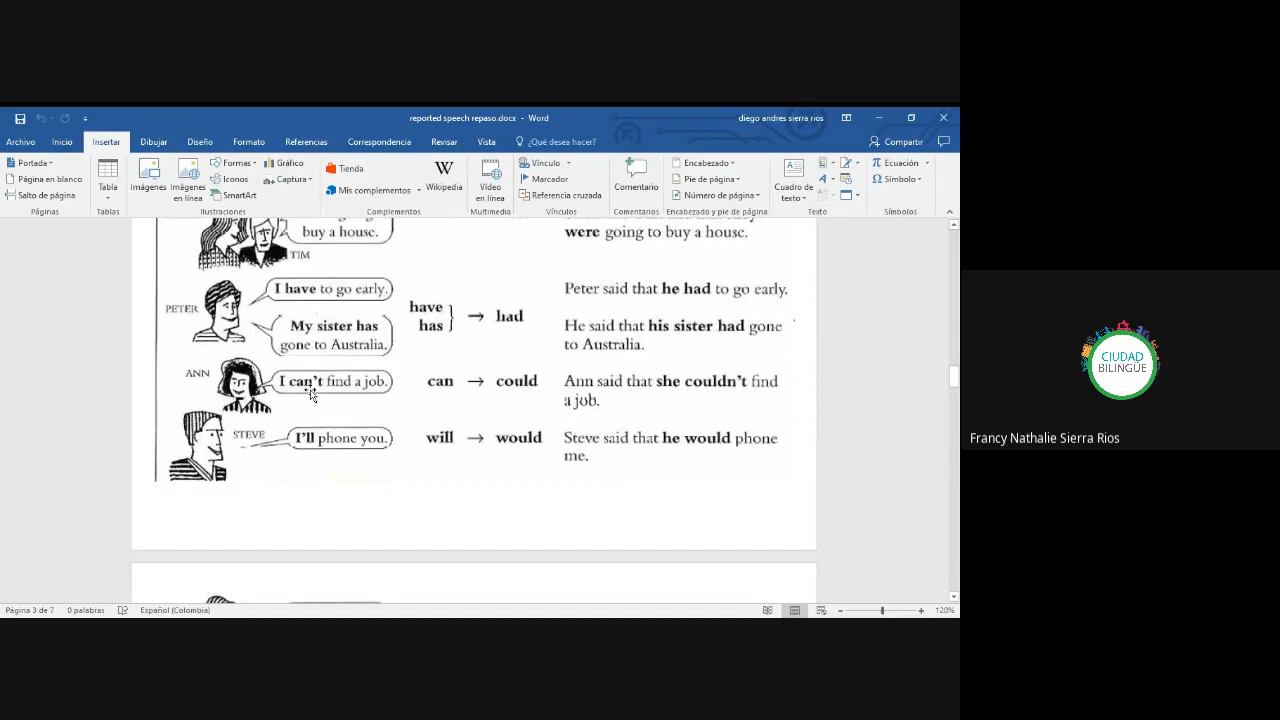 reported speech repaso.docx - Word
diego andres sierra rios
Archivo Inicio Insertar Dibujar Diseño Formato Referencias Correspondencia Revisar Vista ¿Qué desea hacer? Compartir
Portada
Página en blanco
Salto de página
Páginas
Tabla
Tablas
Imágenes
Imágenes en línea
Formas
Iconos
SmartArt
Gráfico
Captura
Ilustraciones
Tienda
Mis complementos
Wikipedia
Complementos
Vídeo en línea
Multimedia
Vínculo
Marcador
Referencia cruzada
Vínculos
Comentario
Comentarios
Encabezado
Pie de página
Número de página
Encabezado y pie de página
Cuadro de texto
Texto
Ecuación
Símbolo
Símbolos
buy a house.
were going to buy a house.
TIM
PETER
I have to go early.
have
has
→ had
Peter said that he had to go early.
My sister has
gone to Australia.
He said that his sister had gone
to Australia.
ANN
I can't find a job.
can → could
Ann said that she couldn't find
a job.
STEVE
I'll phone you.
will → would
Steve said that he would phone
me.
Página 3 de 7 0 palabras Español (Colombia) 120%
CIUDAD
BILINGÜE
Francy Nathalie Sierra Rios